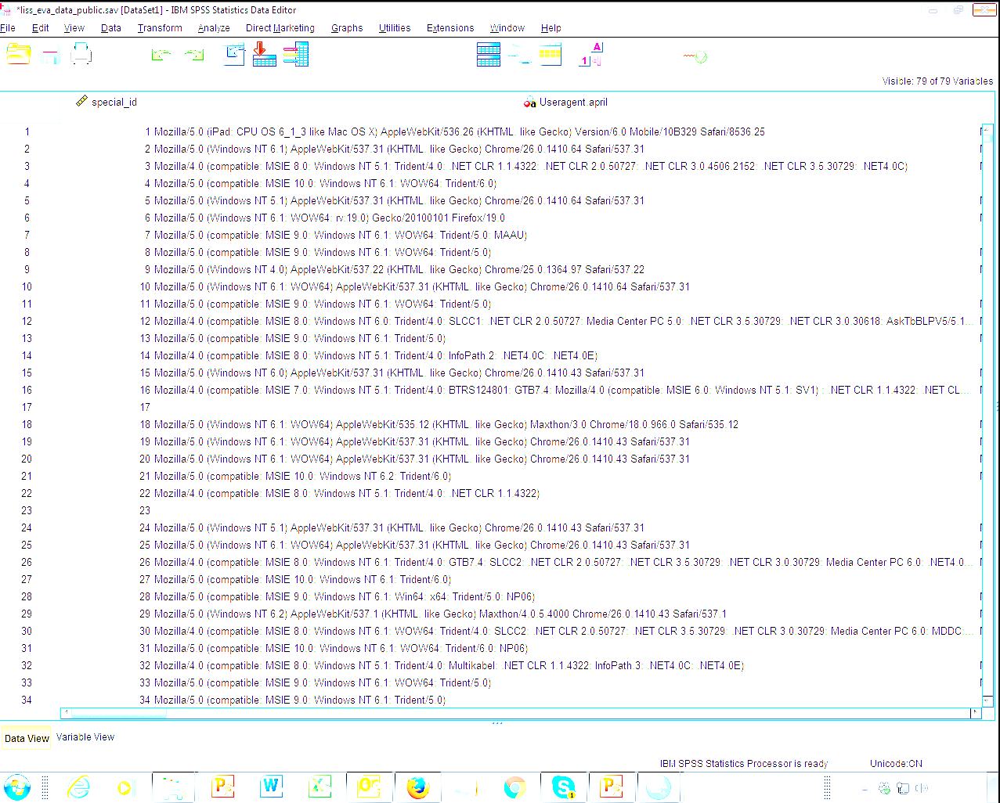 *liss_eva_data_public.sav [DataSet1] - IBM SPSS Statistics Data Editor
File Edit View Data Transform Analyze Direct Marketing Graphs Utilities Extensions Window Help
A
1
Visible: 79 of 79 Variables
special_id a Useragent.april
1 1 Mozilla/5.0 (iPad; CPU OS 6_1_3 like Mac OS X) AppleWebKit/536.26 (KHTML, like Gecko) Version/6.0 Mobile/10B329 Safari/8536.25
2 2 Mozilla/5.0 (Windows NT 6.1) AppleWebKit/537.31 (KHTML, like Gecko) Chrome/26.0.1410.64 Safari/537.31
3 3 Mozilla/4.0 (compatible; MSIE 8.0; Windows NT 5.1; Trident/4.0; .NET CLR 1.1.4322; .NET CLR 2.0.50727; .NET CLR 3.0.4506.2152; .NET CLR 3.5.30729; .NET4.0C)
4 4 Mozilla/5.0 (compatible; MSIE 10.0; Windows NT 6.1; WOW64; Trident/6.0)
5 5 Mozilla/5.0 (Windows NT 5.1) AppleWebKit/537.31 (KHTML, like Gecko) Chrome/26.0.1410.64 Safari/537.31
6 6 Mozilla/5.0 (Windows NT 6.1; WOW64; rv:19.0) Gecko/20100101 Firefox/19.0
7 7 Mozilla/5.0 (compatible; MSIE 9.0; Windows NT 6.1; WOW64; Trident/5.0; MAAU)
8 8 Mozilla/5.0 (compatible; MSIE 9.0; Windows NT 6.1; WOW64; Trident/5.0)
9 9 Mozilla/5.0 (Windows NT 4.0) AppleWebKit/537.22 (KHTML, like Gecko) Chrome/25.0.1364.97 Safari/537.22
10 10 Mozilla/5.0 (Windows NT 6.1; WOW64) AppleWebKit/537.31 (KHTML, like Gecko) Chrome/26.0.1410.64 Safari/537.31
11 11 Mozilla/5.0 (compatible; MSIE 9.0; Windows NT 6.1; WOW64; Trident/5.0)
12 12 Mozilla/4.0 (compatible; MSIE 8.0; Windows NT 6.0; Trident/4.0; SLCC1; .NET CLR 2.0.50727; Media Center PC 5.0; .NET CLR 3.5.30729; .NET CLR 3.0.30618; AskTbBLPV5/5.1...
13 13 Mozilla/5.0 (compatible; MSIE 9.0; Windows NT 6.1; Trident/5.0)
14 14 Mozilla/4.0 (compatible; MSIE 8.0; Windows NT 5.1; Trident/4.0; InfoPath.2; .NET4.0C; .NET4.0E)
15 15 Mozilla/5.0 (Windows NT 6.0) AppleWebKit/537.31 (KHTML, like Gecko) Chrome/26.0.1410.43 Safari/537.31
16 16 Mozilla/4.0 (compatible; MSIE 7.0; Windows NT 5.1; Trident/4.0; BTRS124801; GTB7.4; Mozilla/4.0 (compatible; MSIE 6.0; Windows NT 5.1; SV1) ; .NET CLR 1.1.4322; .NET CL...
17 17
18 18 Mozilla/5.0 (Windows NT 6.1; WOW64) AppleWebKit/535.12 (KHTML, like Gecko) Maxthon/3.0 Chrome/18.0.966.0 Safari/535.12
19 19 Mozilla/5.0 (Windows NT 6.1; WOW64) AppleWebKit/537.31 (KHTML, like Gecko) Chrome/26.0.1410.43 Safari/537.31
20 20 Mozilla/5.0 (Windows NT 6.1; WOW64) AppleWebKit/537.31 (KHTML, like Gecko) Chrome/26.0.1410.43 Safari/537.31
21 21 Mozilla/5.0 (compatible; MSIE 10.0; Windows NT 6.2; Trident/6.0)
22 22 Mozilla/4.0 (compatible; MSIE 8.0; Windows NT 5.1; Trident/4.0; .NET CLR 1.1.4322)
23 23
24 24 Mozilla/5.0 (Windows NT 5.1) AppleWebKit/537.31 (KHTML, like Gecko) Chrome/26.0.1410.43 Safari/537.31
25 25 Mozilla/5.0 (Windows NT 6.1; WOW64) AppleWebKit/537.31 (KHTML, like Gecko) Chrome/26.0.1410.43 Safari/537.31
26 26 Mozilla/4.0 (compatible; MSIE 8.0; Windows NT 6.1; Trident/4.0; GTB7.4; SLCC2; .NET CLR 2.0.50727; .NET CLR 3.5.30729; .NET CLR 3.0.30729; Media Center PC 6.0; .NET4.0...
27 27 Mozilla/5.0 (compatible; MSIE 10.0; Windows NT 6.1; Trident/6.0)
28 28 Mozilla/5.0 (compatible; MSIE 9.0; Windows NT 6.1; Win64; x64; Trident/5.0; NP06)
29 29 Mozilla/5.0 (Windows NT 6.2) AppleWebKit/537.1 (KHTML, like Gecko) Maxthon/4.0.5.4000 Chrome/26.0.1410.43 Safari/537.1
30 30 Mozilla/4.0 (compatible; MSIE 8.0; Windows NT 6.1; WOW64; Trident/4.0; SLCC2; .NET CLR 2.0.50727; .NET CLR 3.5.30729; .NET CLR 3.0.30729; Media Center PC 6.0; MDDC;...
31 31 Mozilla/5.0 (compatible; MSIE 10.0; Windows NT 6.1; WOW64; Trident/6.0; NP06)
32 32 Mozilla/4.0 (compatible; MSIE 8.0; Windows NT 5.1; Trident/4.0; Multikabel; .NET CLR 1.1.4322; InfoPath.3; .NET4.0C; .NET4.0E)
33 33 Mozilla/5.0 (compatible; MSIE 9.0; Windows NT 6.1; WOW64; Trident/5.0)
34 34 Mozilla/5.0 (compatible; MSIE 9.0; Windows NT 6.1; Trident/5.0)
Data View Variable View
IBM SPSS Statistics Processor is ready Unicode:ON